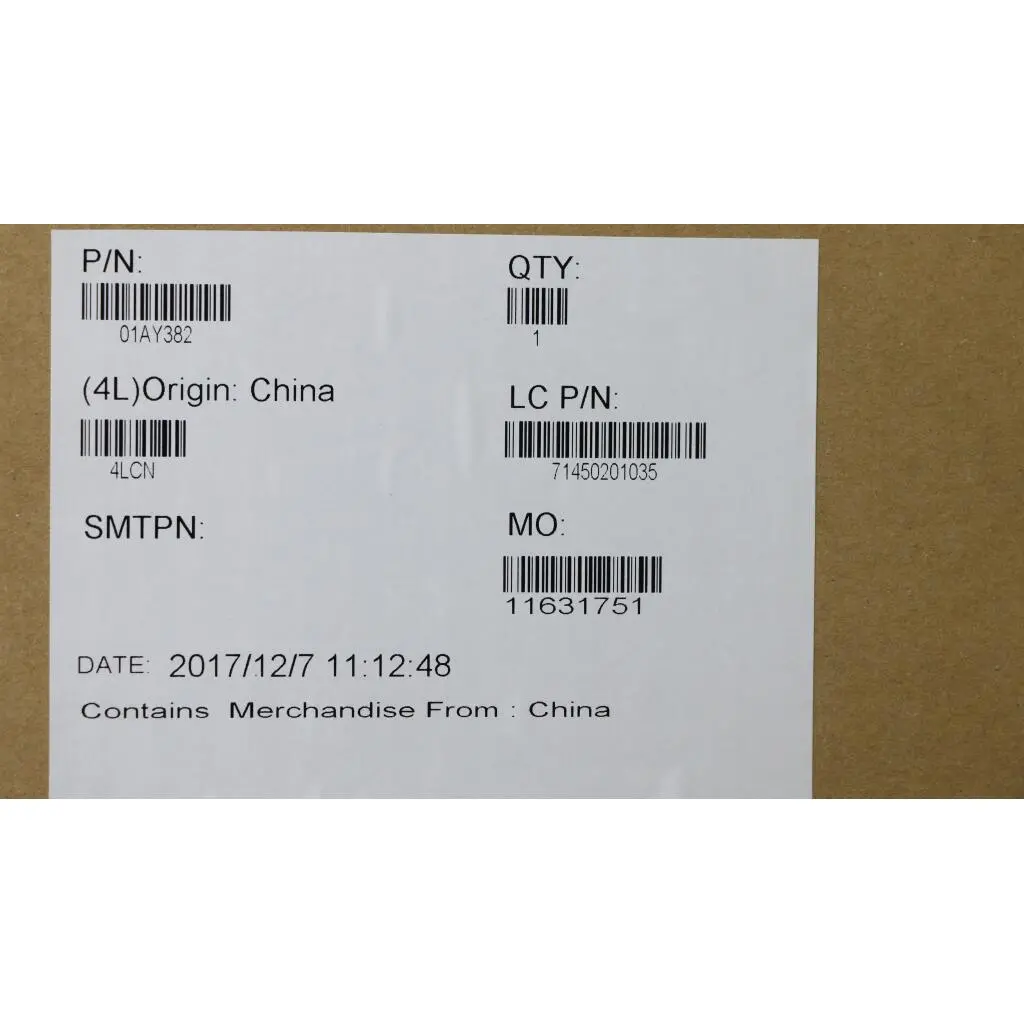 P/N:
01AY382
QTY:
1
(4L)Origin: China
4LCN
LC P/N:
71450201035
SMTPN:
MO:
11631751
DATE: 2017/12/7 11:12:48
Contains Merchandise From : China